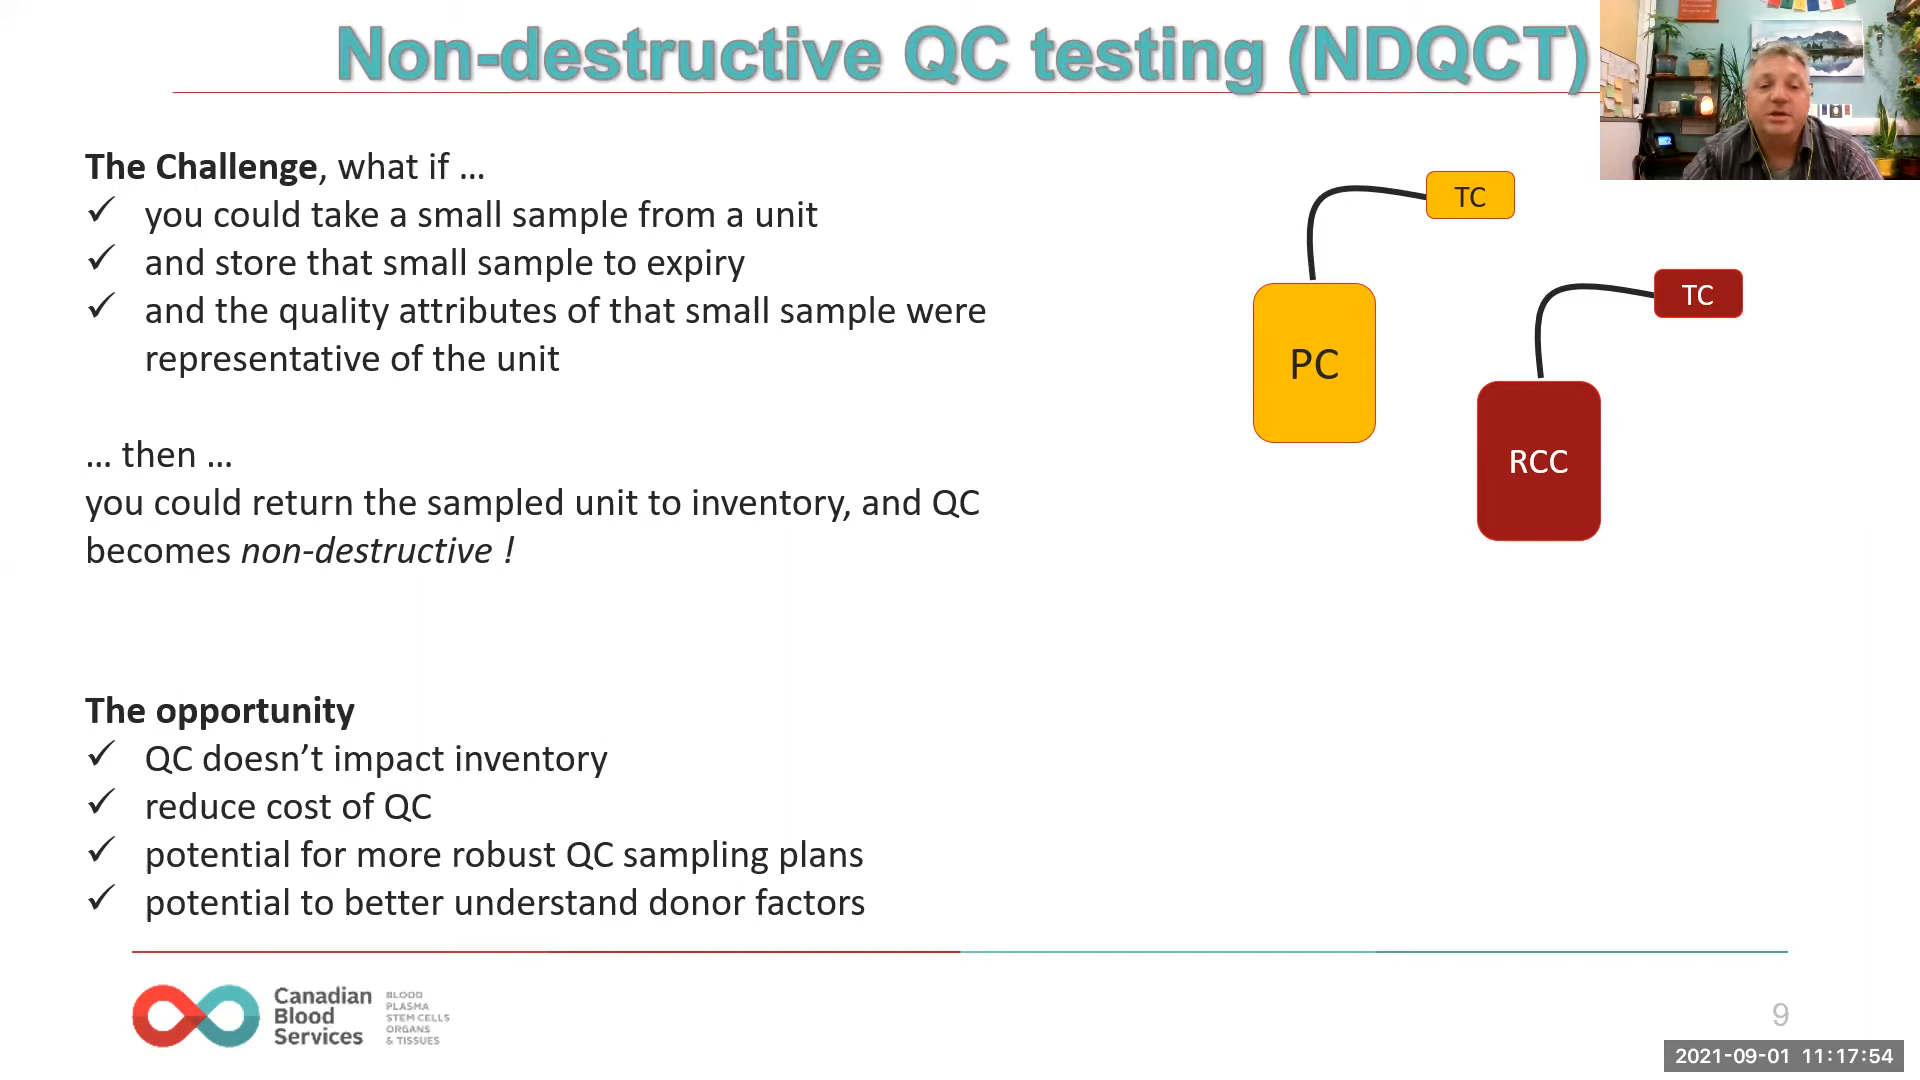 Non-destructive QC testing (NDQCT)
The Challenge, what if ...
✓ you could take a small sample from a unit
✓ and store that small sample to expiry
✓ and the quality attributes of that small sample were
representative of the unit
... then ...
you could return the sampled unit to inventory, and QC
becomes non-destructive !
TC
PC
TC
RCC
The opportunity
✓ QC doesn't impact inventory
✓ reduce cost of QC
✓ potential for more robust QC sampling plans
✓ potential to better understand donor factors
Canadian
Blood
Services
BLOOD
PLASMA
STEM CELLS
ORGANS
& TISSUES
9
2021-09-01 11:17:54